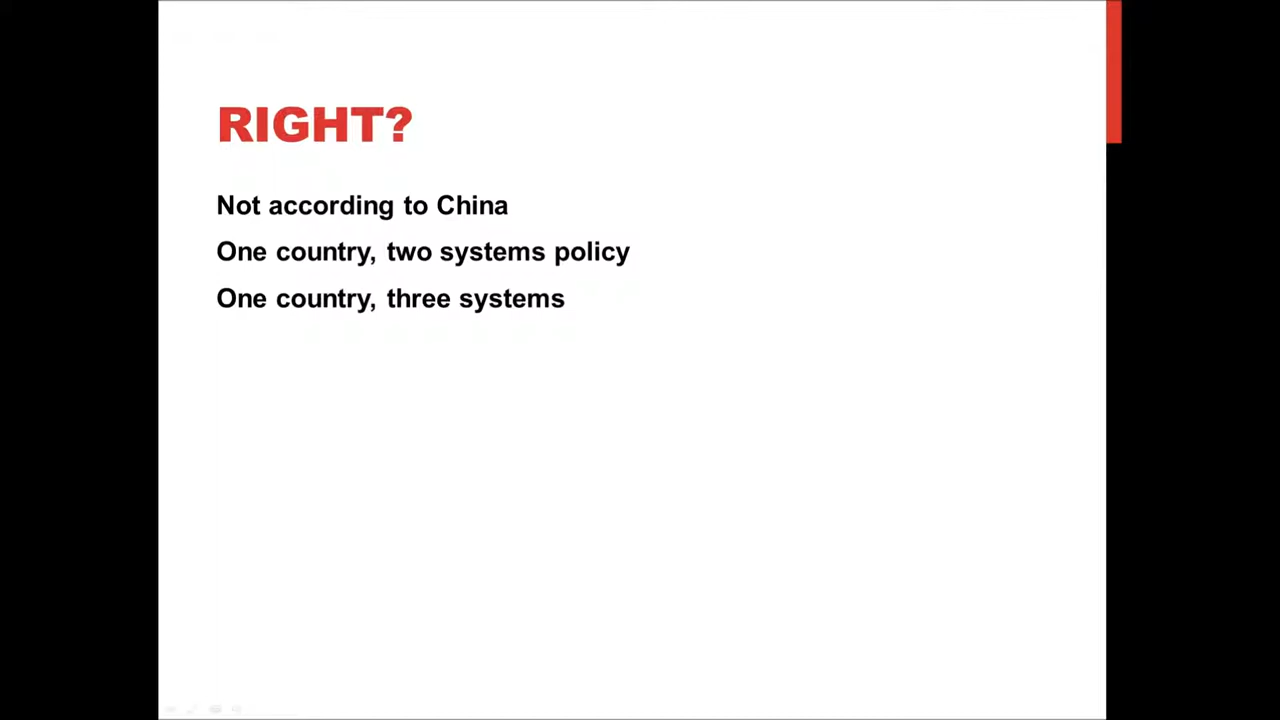 RIGHT?
Not according to China
One country, two systems policy
One country, three systems